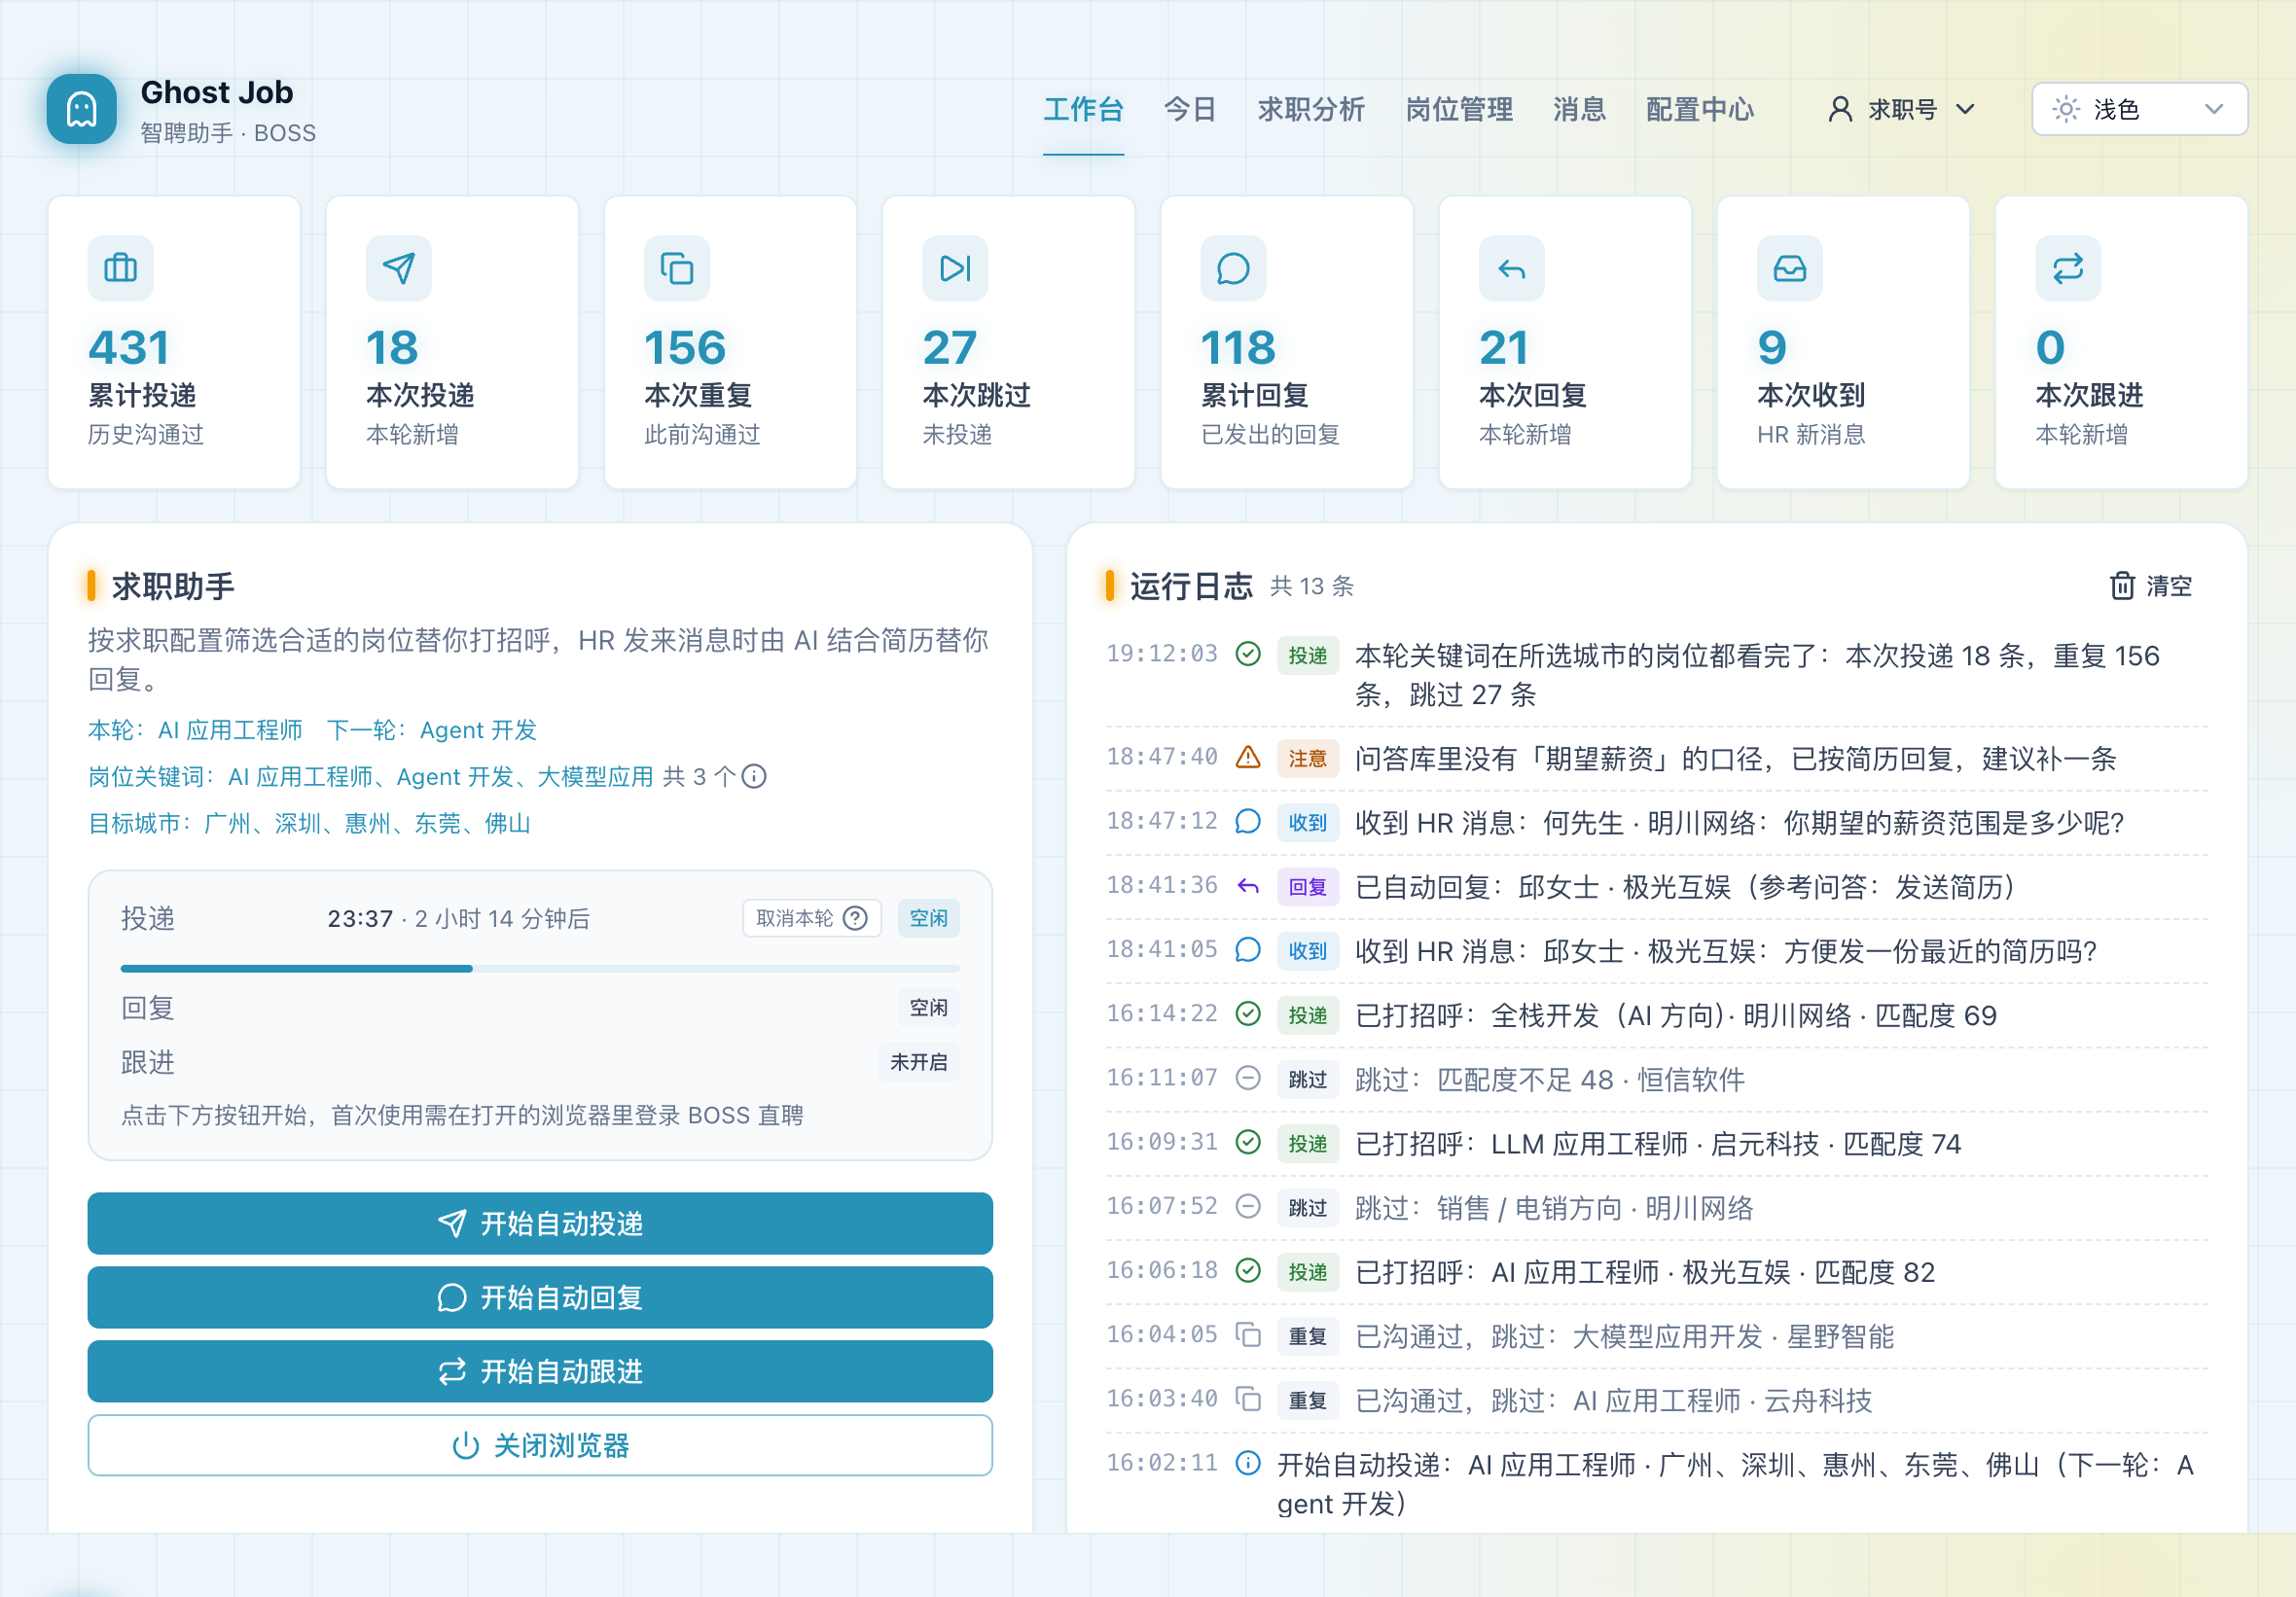 Ghost Job
智聘助手 · BOSS
工作台 今日 求职分析 岗位管理 消息 配置中心 求职号 浅色
431
累计投递
历史沟通过
18
本次投递
本轮新增
156
本次重复
此前沟通过
27
本次跳过
未投递
118
累计回复
已发出的回复
21
本次回复
本轮新增
9
本次收到
HR 新消息
0
本次跟进
本轮新增
求职助手
按求职配置筛选合适的岗位替你打招呼，HR 发来消息时由 AI 结合简历替你
回复。
本轮：AI 应用工程师 下一轮：Agent 开发
岗位关键词：AI 应用工程师、Agent 开发、大模型应用 共 3 个
目标城市：广州、深圳、惠州、东莞、佛山
投递 23:37 · 2 小时 14 分钟后 取消本轮 空闲
回复 空闲
跟进 未开启
点击下方按钮开始，首次使用需在打开的浏览器里登录 BOSS 直聘
开始自动投递
开始自动回复
开始自动跟进
关闭浏览器
运行日志 共 13 条 清空
19:12:03 投递 本轮关键词在所选城市的岗位都看完了：本次投递 18 条，重复 156
条，跳过 27 条
18:47:40 注意 问答库里没有「期望薪资」的口径，已按简历回复，建议补一条
18:47:12 收到 收到 HR 消息：何先生 · 明川网络：你期望的薪资范围是多少呢？
18:41:36 回复 已自动回复：邱女士 · 极光互娱（参考问答：发送简历）
18:41:05 收到 收到 HR 消息：邱女士 · 极光互娱：方便发一份最近的简历吗？
16:14:22 投递 已打招呼：全栈开发（AI 方向）· 明川网络 · 匹配度 69
16:11:07 跳过 跳过：匹配度不足 48 · 恒信软件
16:09:31 投递 已打招呼：LLM 应用工程师 · 启元科技 · 匹配度 74
16:07:52 跳过 跳过：销售 / 电销方向 · 明川网络
16:06:18 投递 已打招呼：AI 应用工程师 · 极光互娱 · 匹配度 82
16:04:05 重复 已沟通过，跳过：大模型应用开发 · 星野智能
16:03:40 重复 已沟通过，跳过：AI 应用工程师 · 云舟科技
16:02:11 开始自动投递：AI 应用工程师 · 广州、深圳、惠州、东莞、佛山（下一轮：A
gent 开发）